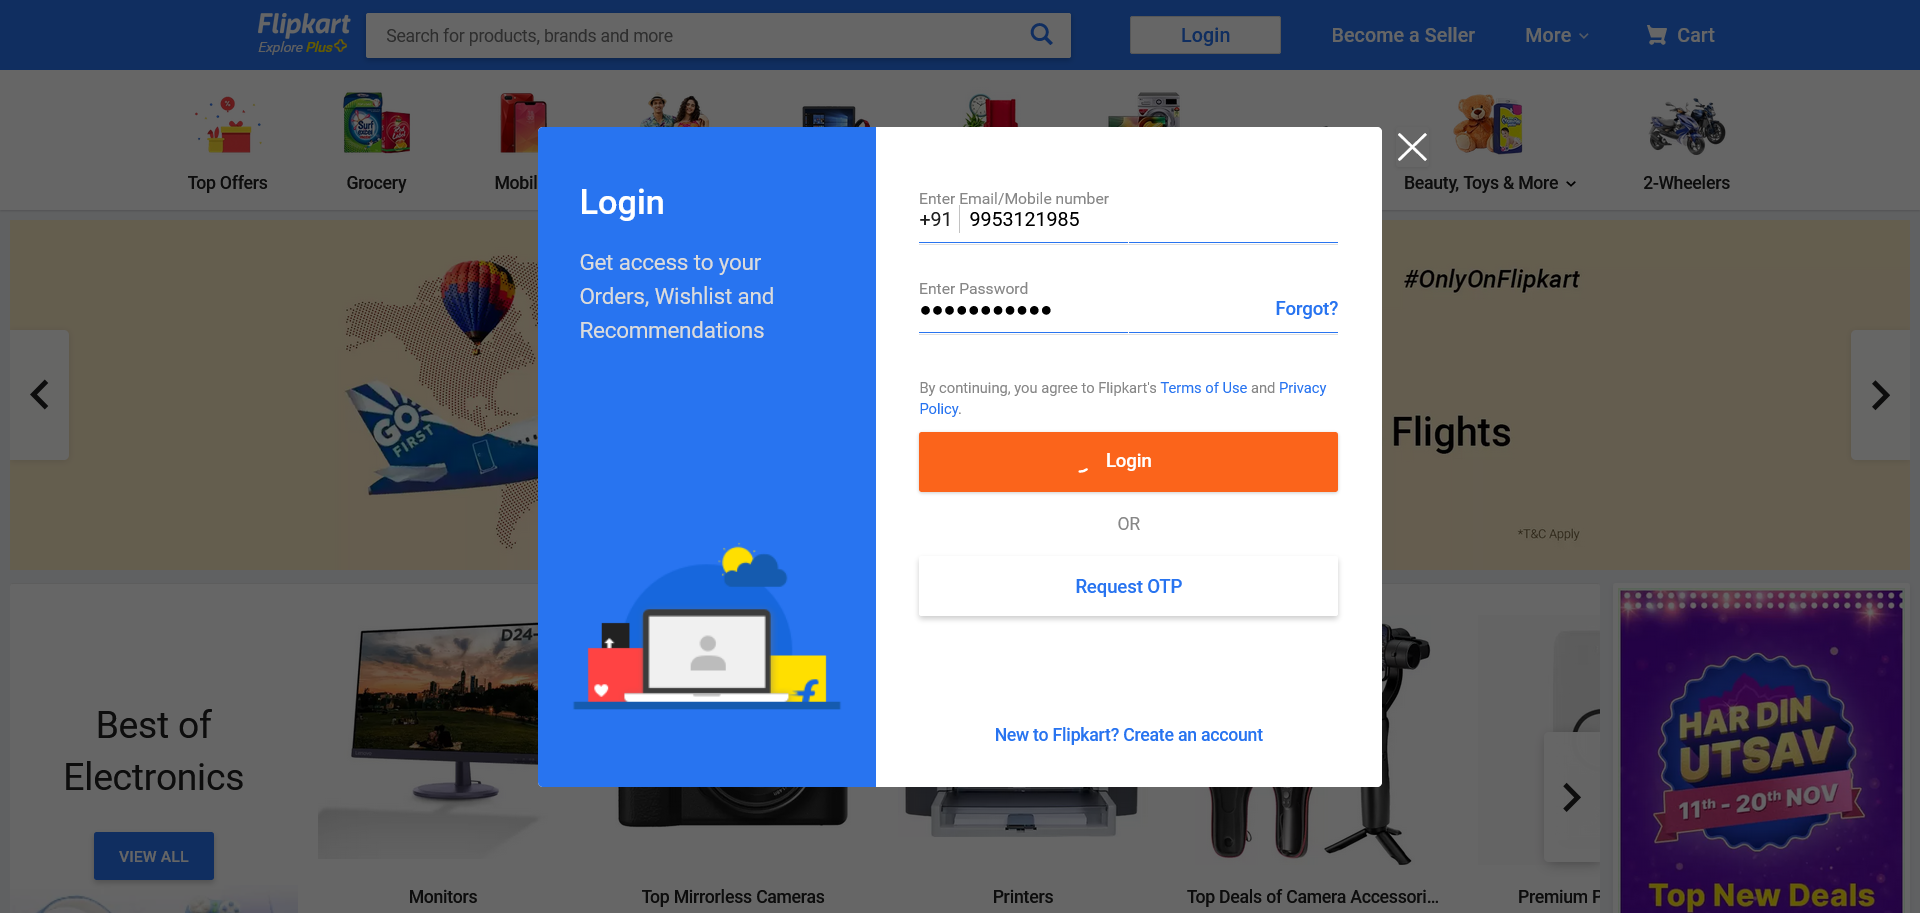 Flipkart
Explore Plus
Search for products, brands and more
Login
Become a Seller
More
Cart
Top Offers
Grocery
Mobil
Beauty, Toys & More
2-Wheelers
Login
Get access to your
Orders, Wishlist and
Recommendations
Enter Email/Mobile number
+91 9953121985
Enter Password
Forgot?
By continuing, you agree to Flipkart's Terms of Use and Privacy
Policy.
Login
OR
Request OTP
New to Flipkart? Create an account
GO
FIRST
#OnlyOnFlipkart
Flights
*T&C Apply
Best of
Electronics
VIEW ALL
D24-
Monitors
Top Mirrorless Cameras
Printers
Top Deals of Camera Accessori...
Premium P
HAR DIN
UTSAV
11th - 20th NOV
Top New Deals